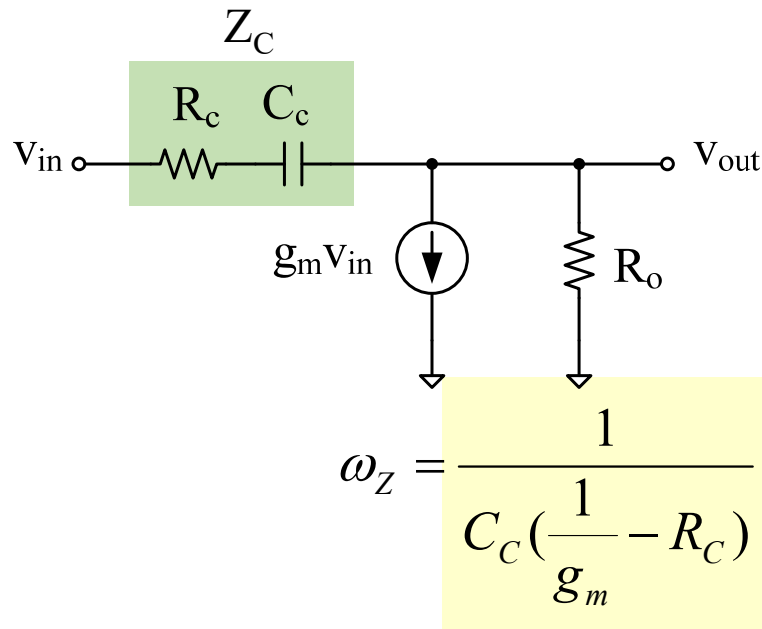 Z_C
R_c C_c
v_in v_out
g_m v_in R_o
ω_Z = 1 / (C_C (1/g_m − R_C))